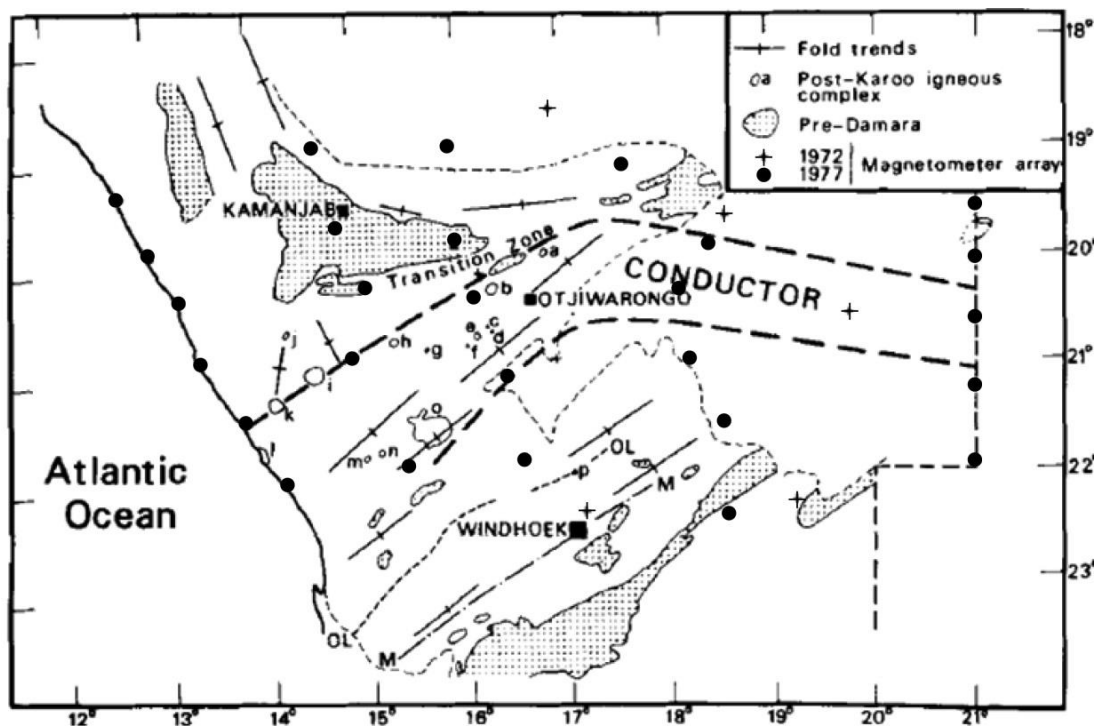 18°
19°
20°
21°
22°
23°
Fold trends
a Post-Karoo igneous
complex
Pre-Damara
1972
1977
Magnetometer array
KAMANJAB
Transition Zone
a
b
CONDUCTOR
OTJIWARONGO
c
d
e
f
g
h
i
j
k
l
m
n
o
p
OL
M
Atlantic
Ocean
WINDHOEK
OL
M
12°
13°
14°
15°
16°
17°
18°
19°
20°
21°